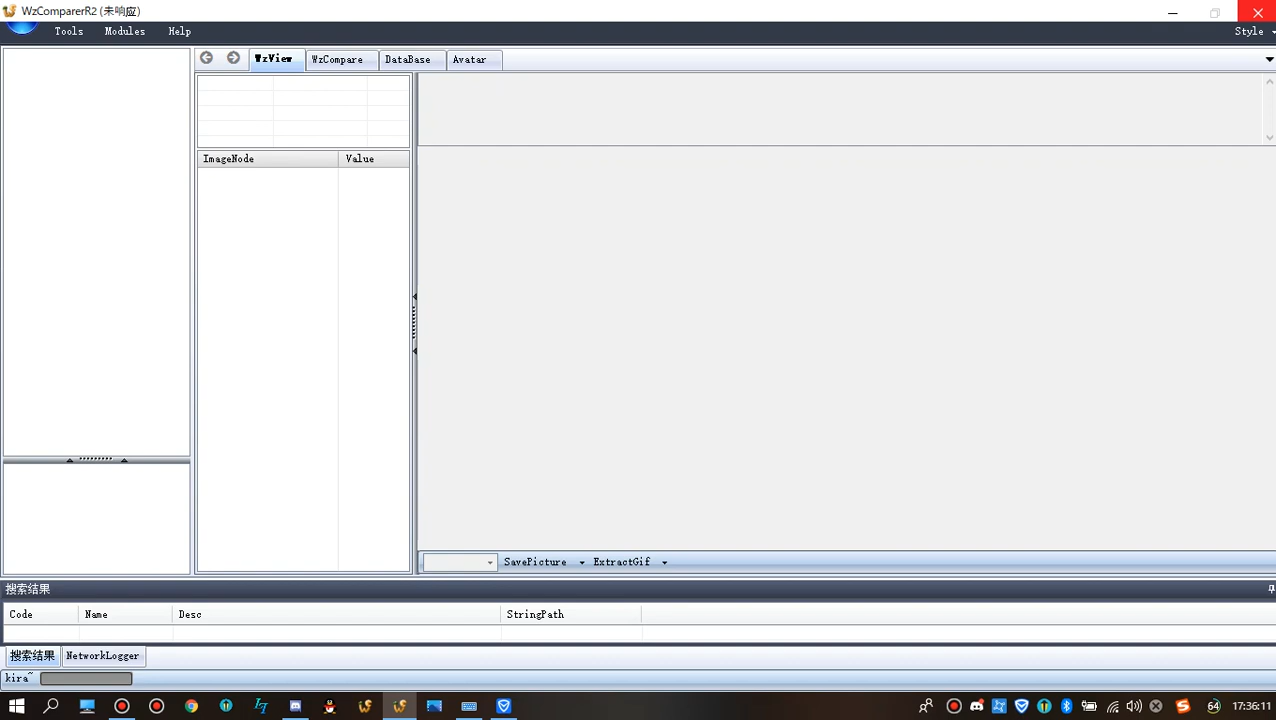 WzComparerR2 (未响应)
Tools Modules Help Style
WzView WzCompare DataBase Avatar
ImageNode Value
SavePicture ExtractGif
搜索结果
Code Name Desc StringPath
搜索结果 NetworkLogger
kira~
64 17:36:11